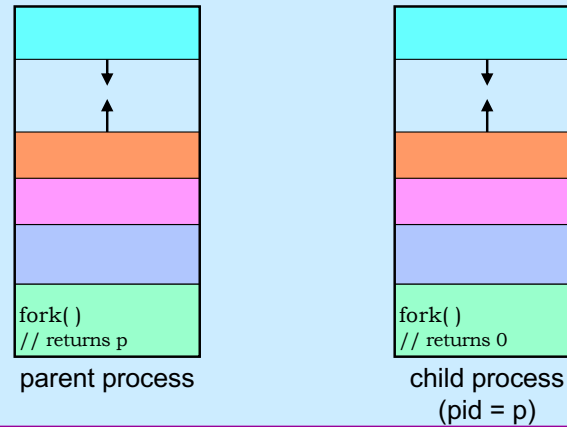 fork()
// returns p
parent process
fork()
// returns 0
child process
(pid = p)